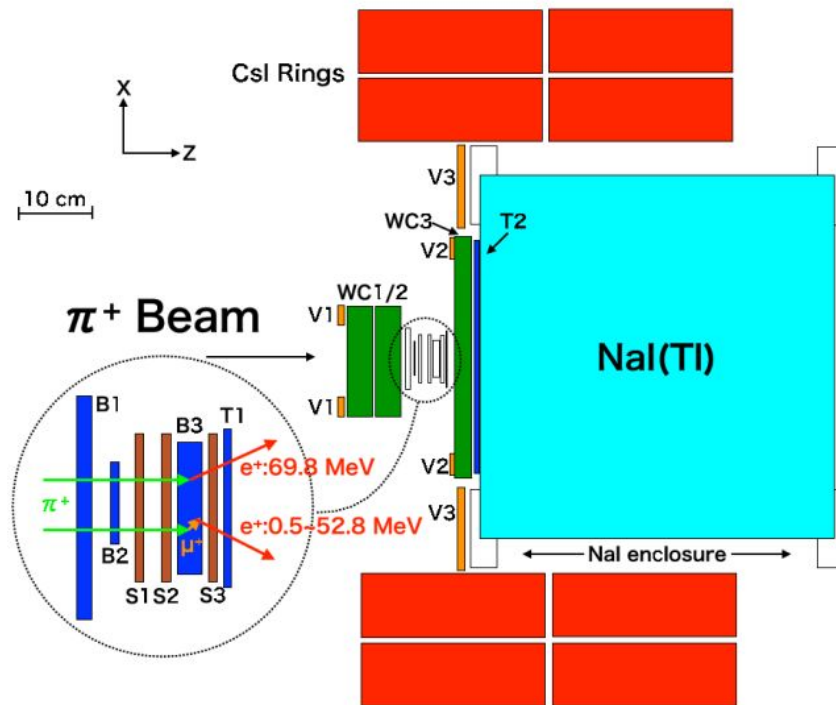 CsI Rings
X
Z
10 cm
V3
WC3
T2
V2
WC1/2
π⁺ Beam
V1
NaI(Tl)
B1
B3
T1
e⁺:69.8 MeV
π⁺
V1
V2
e⁺:0.5~52.8 MeV
μ⁺
V3
B2
S1 S2
S3
NaI enclosure